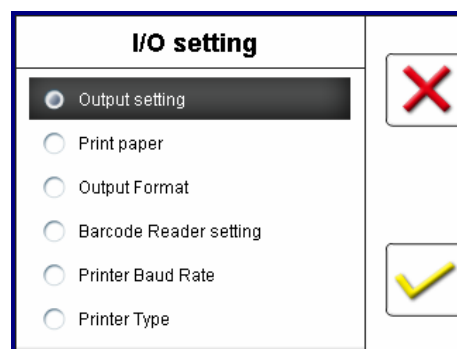 I/O setting
Output setting
Print paper
Output Format
Barcode Reader setting
Printer Baud Rate
Printer Type